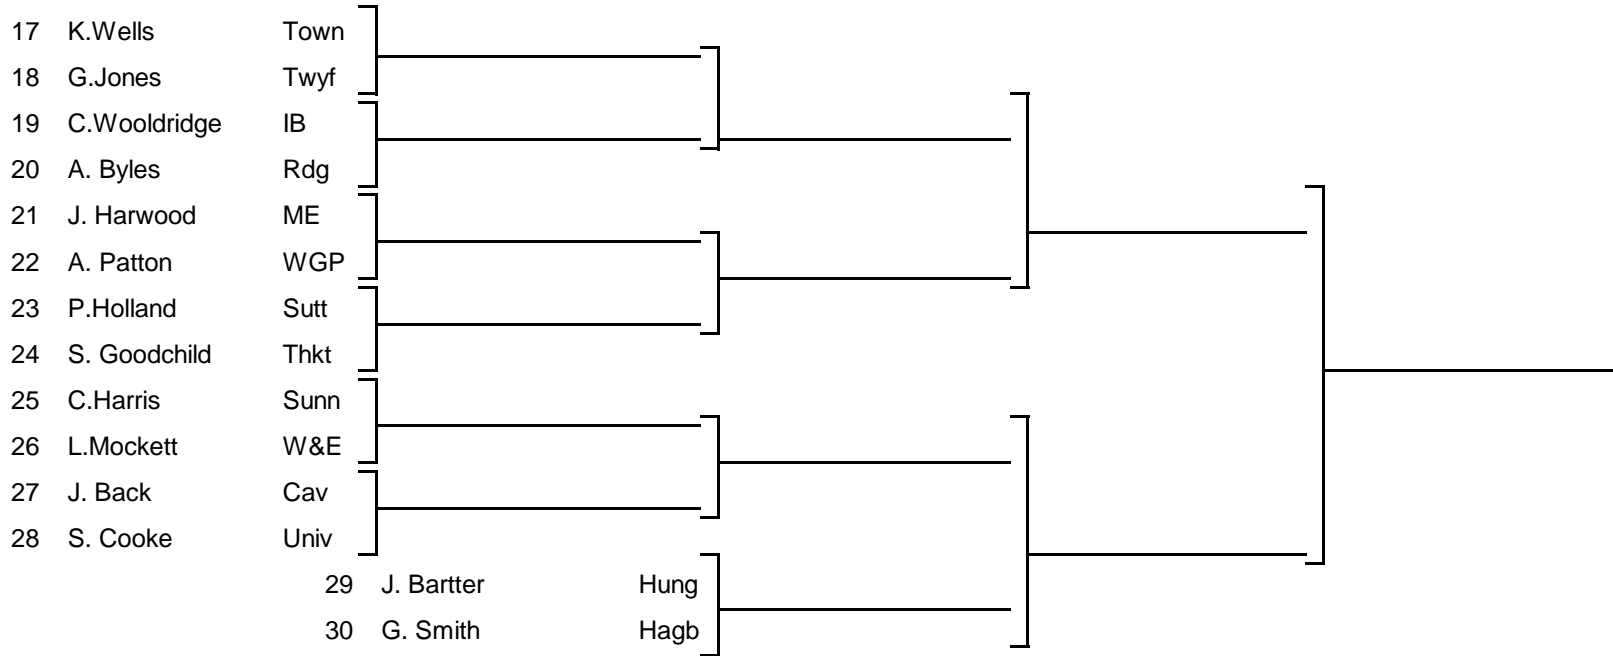 17 K.Wells Town
18 G.Jones Twyf
19 C.Wooldridge IB
20 A. Byles Rdg
21 J. Harwood ME
22 A. Patton WGP
23 P.Holland Sutt
24 S. Goodchild Thkt
25 C.Harris Sunn
26 L.Mockett W&E
27 J. Back Cav
28 S. Cooke Univ
29 J. Bartter Hung
30 G. Smith Hagb